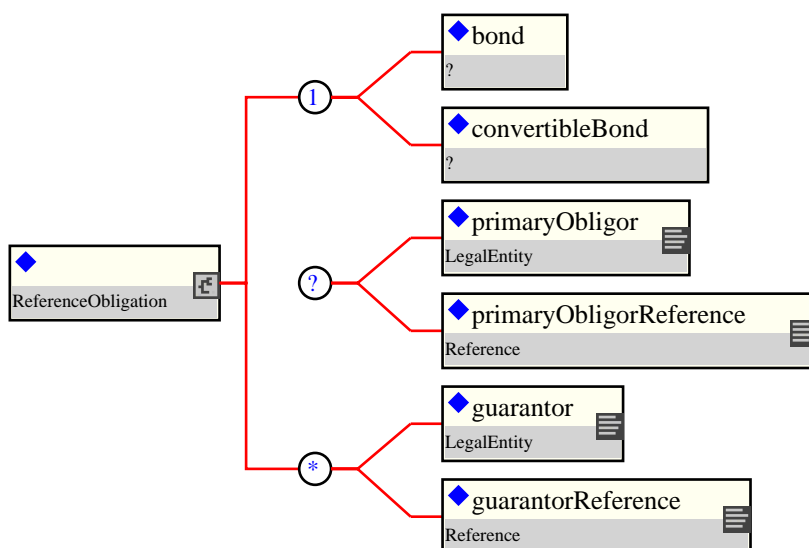 bond
?
1
convertibleBond
?
primaryObligor
LegalEntity
ReferenceObligation
?
primaryObligorReference
Reference
guarantor
LegalEntity
*
guarantorReference
Reference